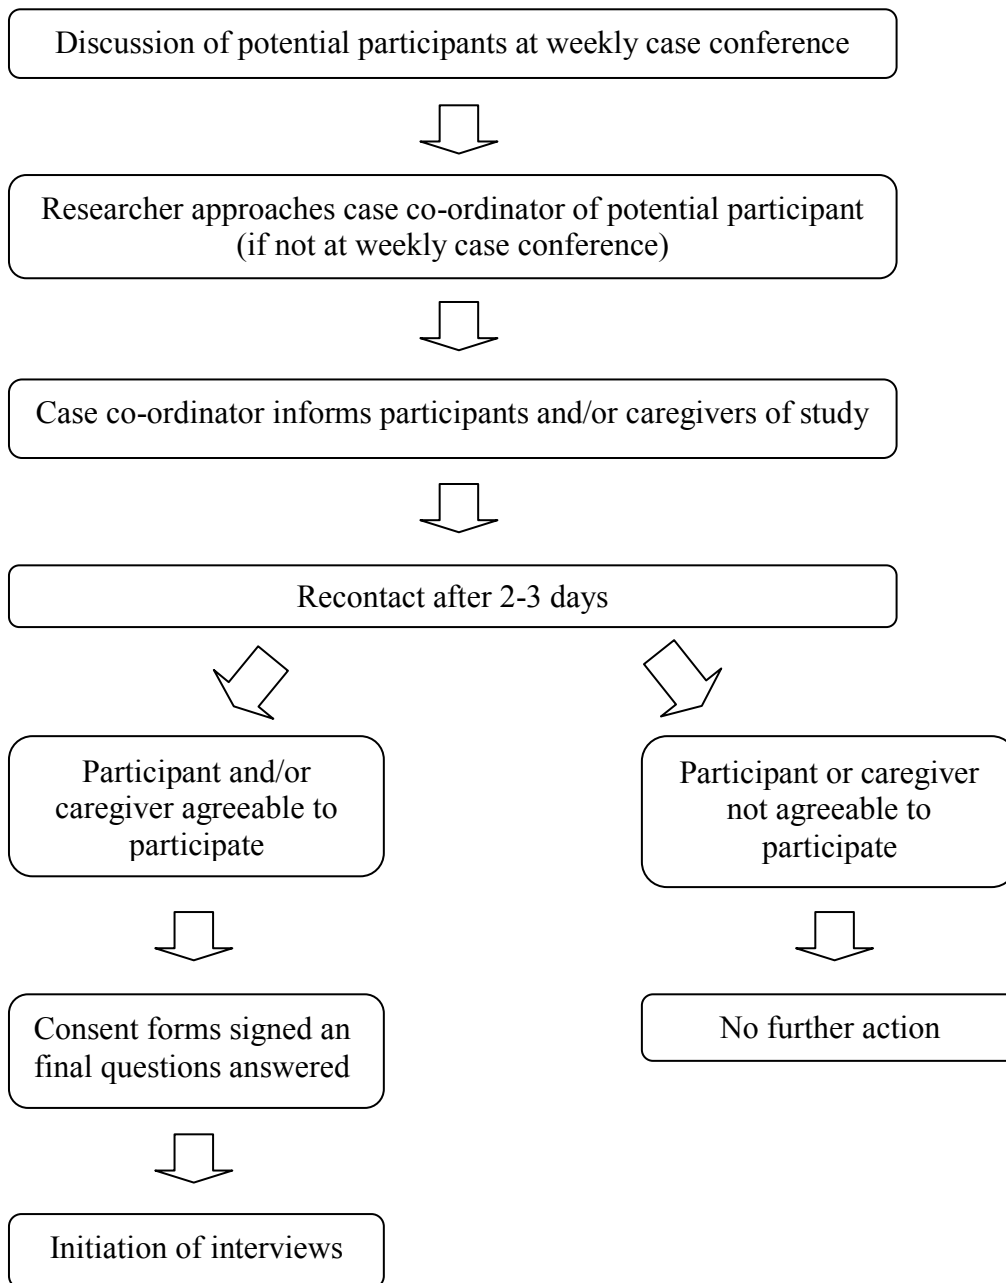 Discussion of potential participants at weekly case conference
Researcher approaches case co-ordinator of potential participant
(if not at weekly case conference)
Case co-ordinator informs participants and/or caregivers of study
Recontact after 2-3 days
Participant and/or
caregiver agreeable to
participate
Participant or caregiver
not agreeable to
participate
Consent forms signed an
final questions answered
No further action
Initiation of interviews